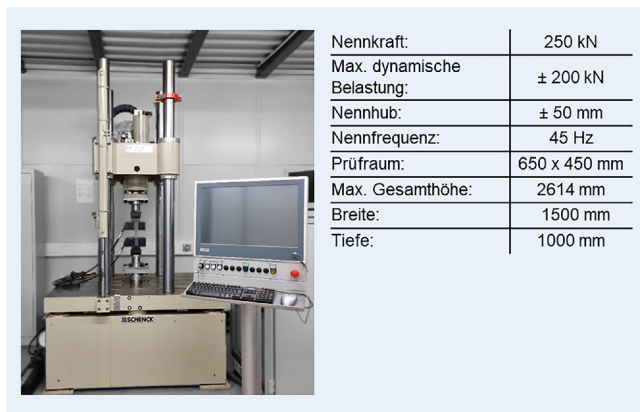 Nennkraft: 250 kN
Max. dynamische
Belastung: ± 200 kN
Nennhub: ± 50 mm
Nennfrequenz: 45 Hz
Prüfraum: 650 x 450 mm
Max. Gesamthöhe: 2614 mm
Breite: 1500 mm
Tiefe: 1000 mm
SCHENCK